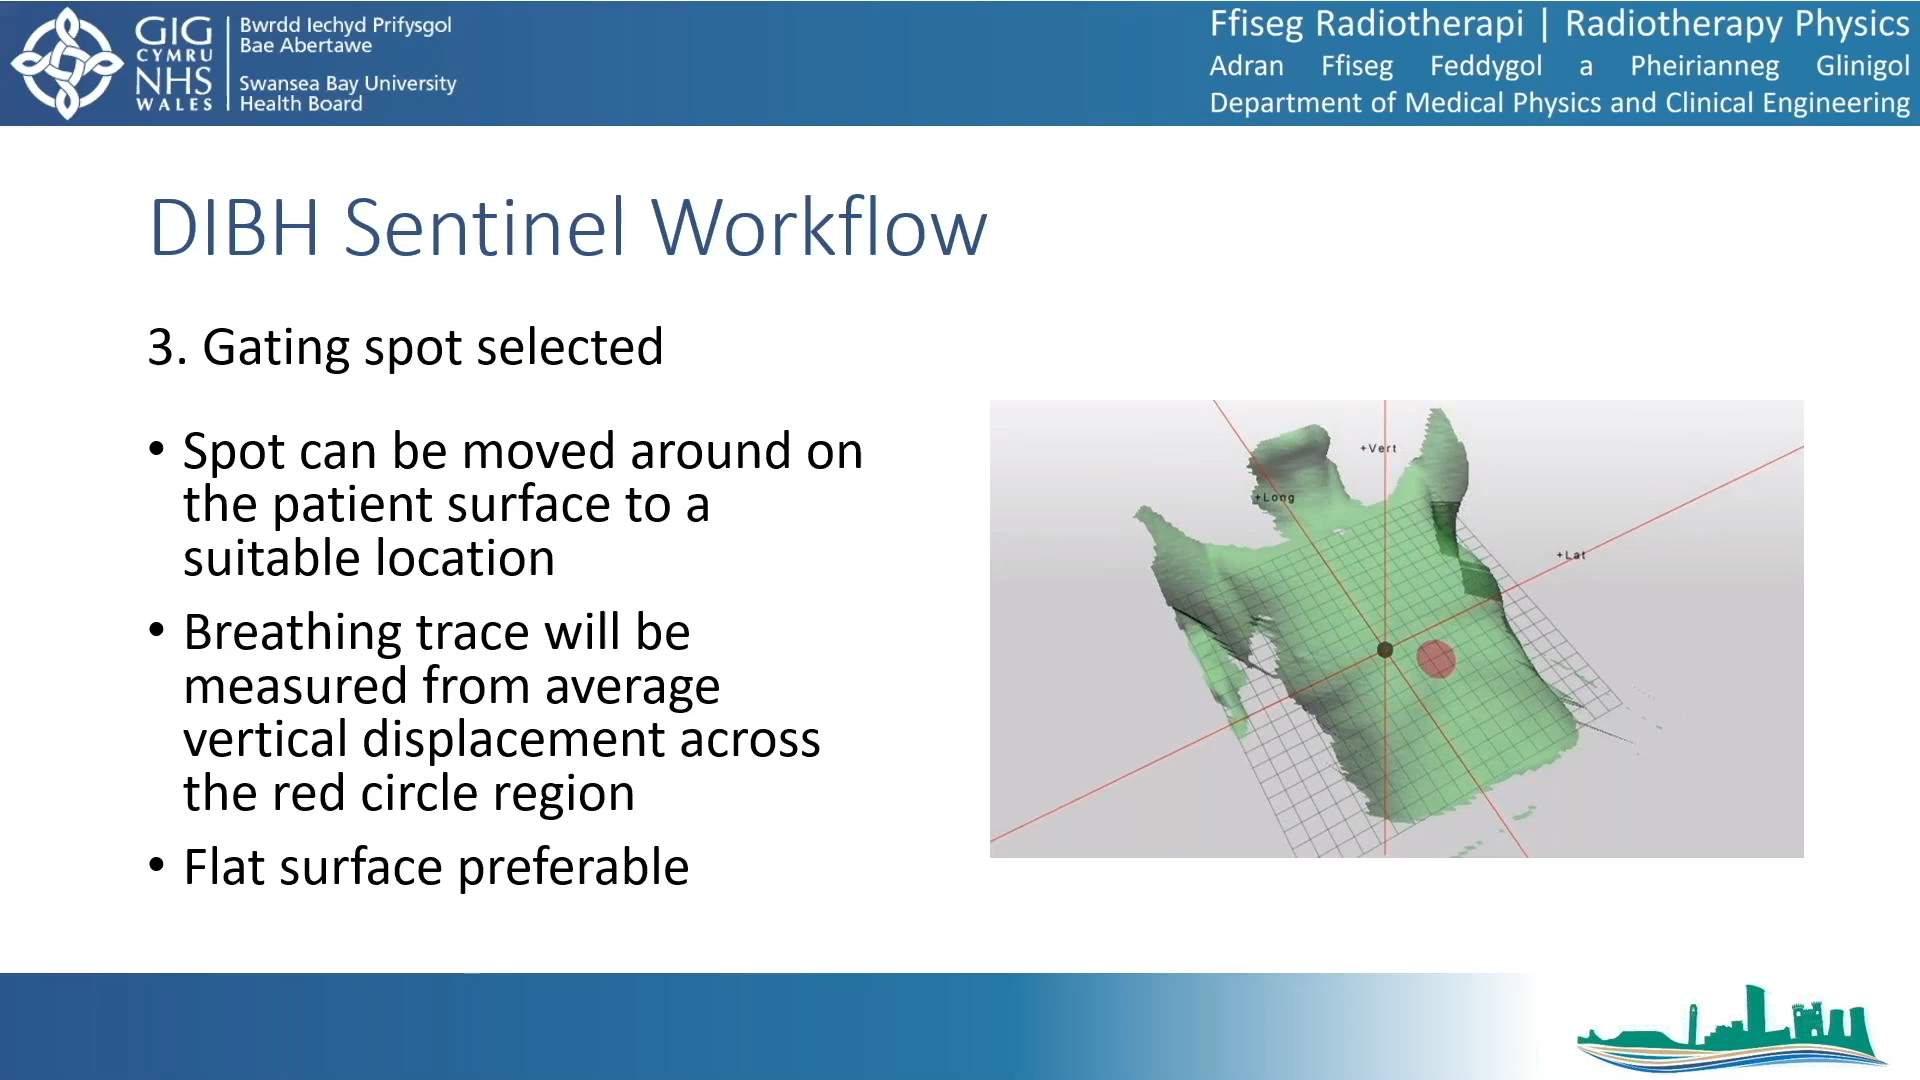 GIG
CYMRU
NHS
WALES
Bwrdd Iechyd Prifysgol
Bae Abertawe
Swansea Bay University
Health Board
Ffiseg Radiotherapi | Radiotherapy Physics
Adran Ffiseg Feddygol a Pheirianneg Glinigol
Department of Medical Physics and Clinical Engineering
DIBH Sentinel Workflow
3. Gating spot selected
• Spot can be moved around on
the patient surface to a
suitable location
• Breathing trace will be
measured from average
vertical displacement across
the red circle region
• Flat surface preferable
+Vert
+Long
+Lat